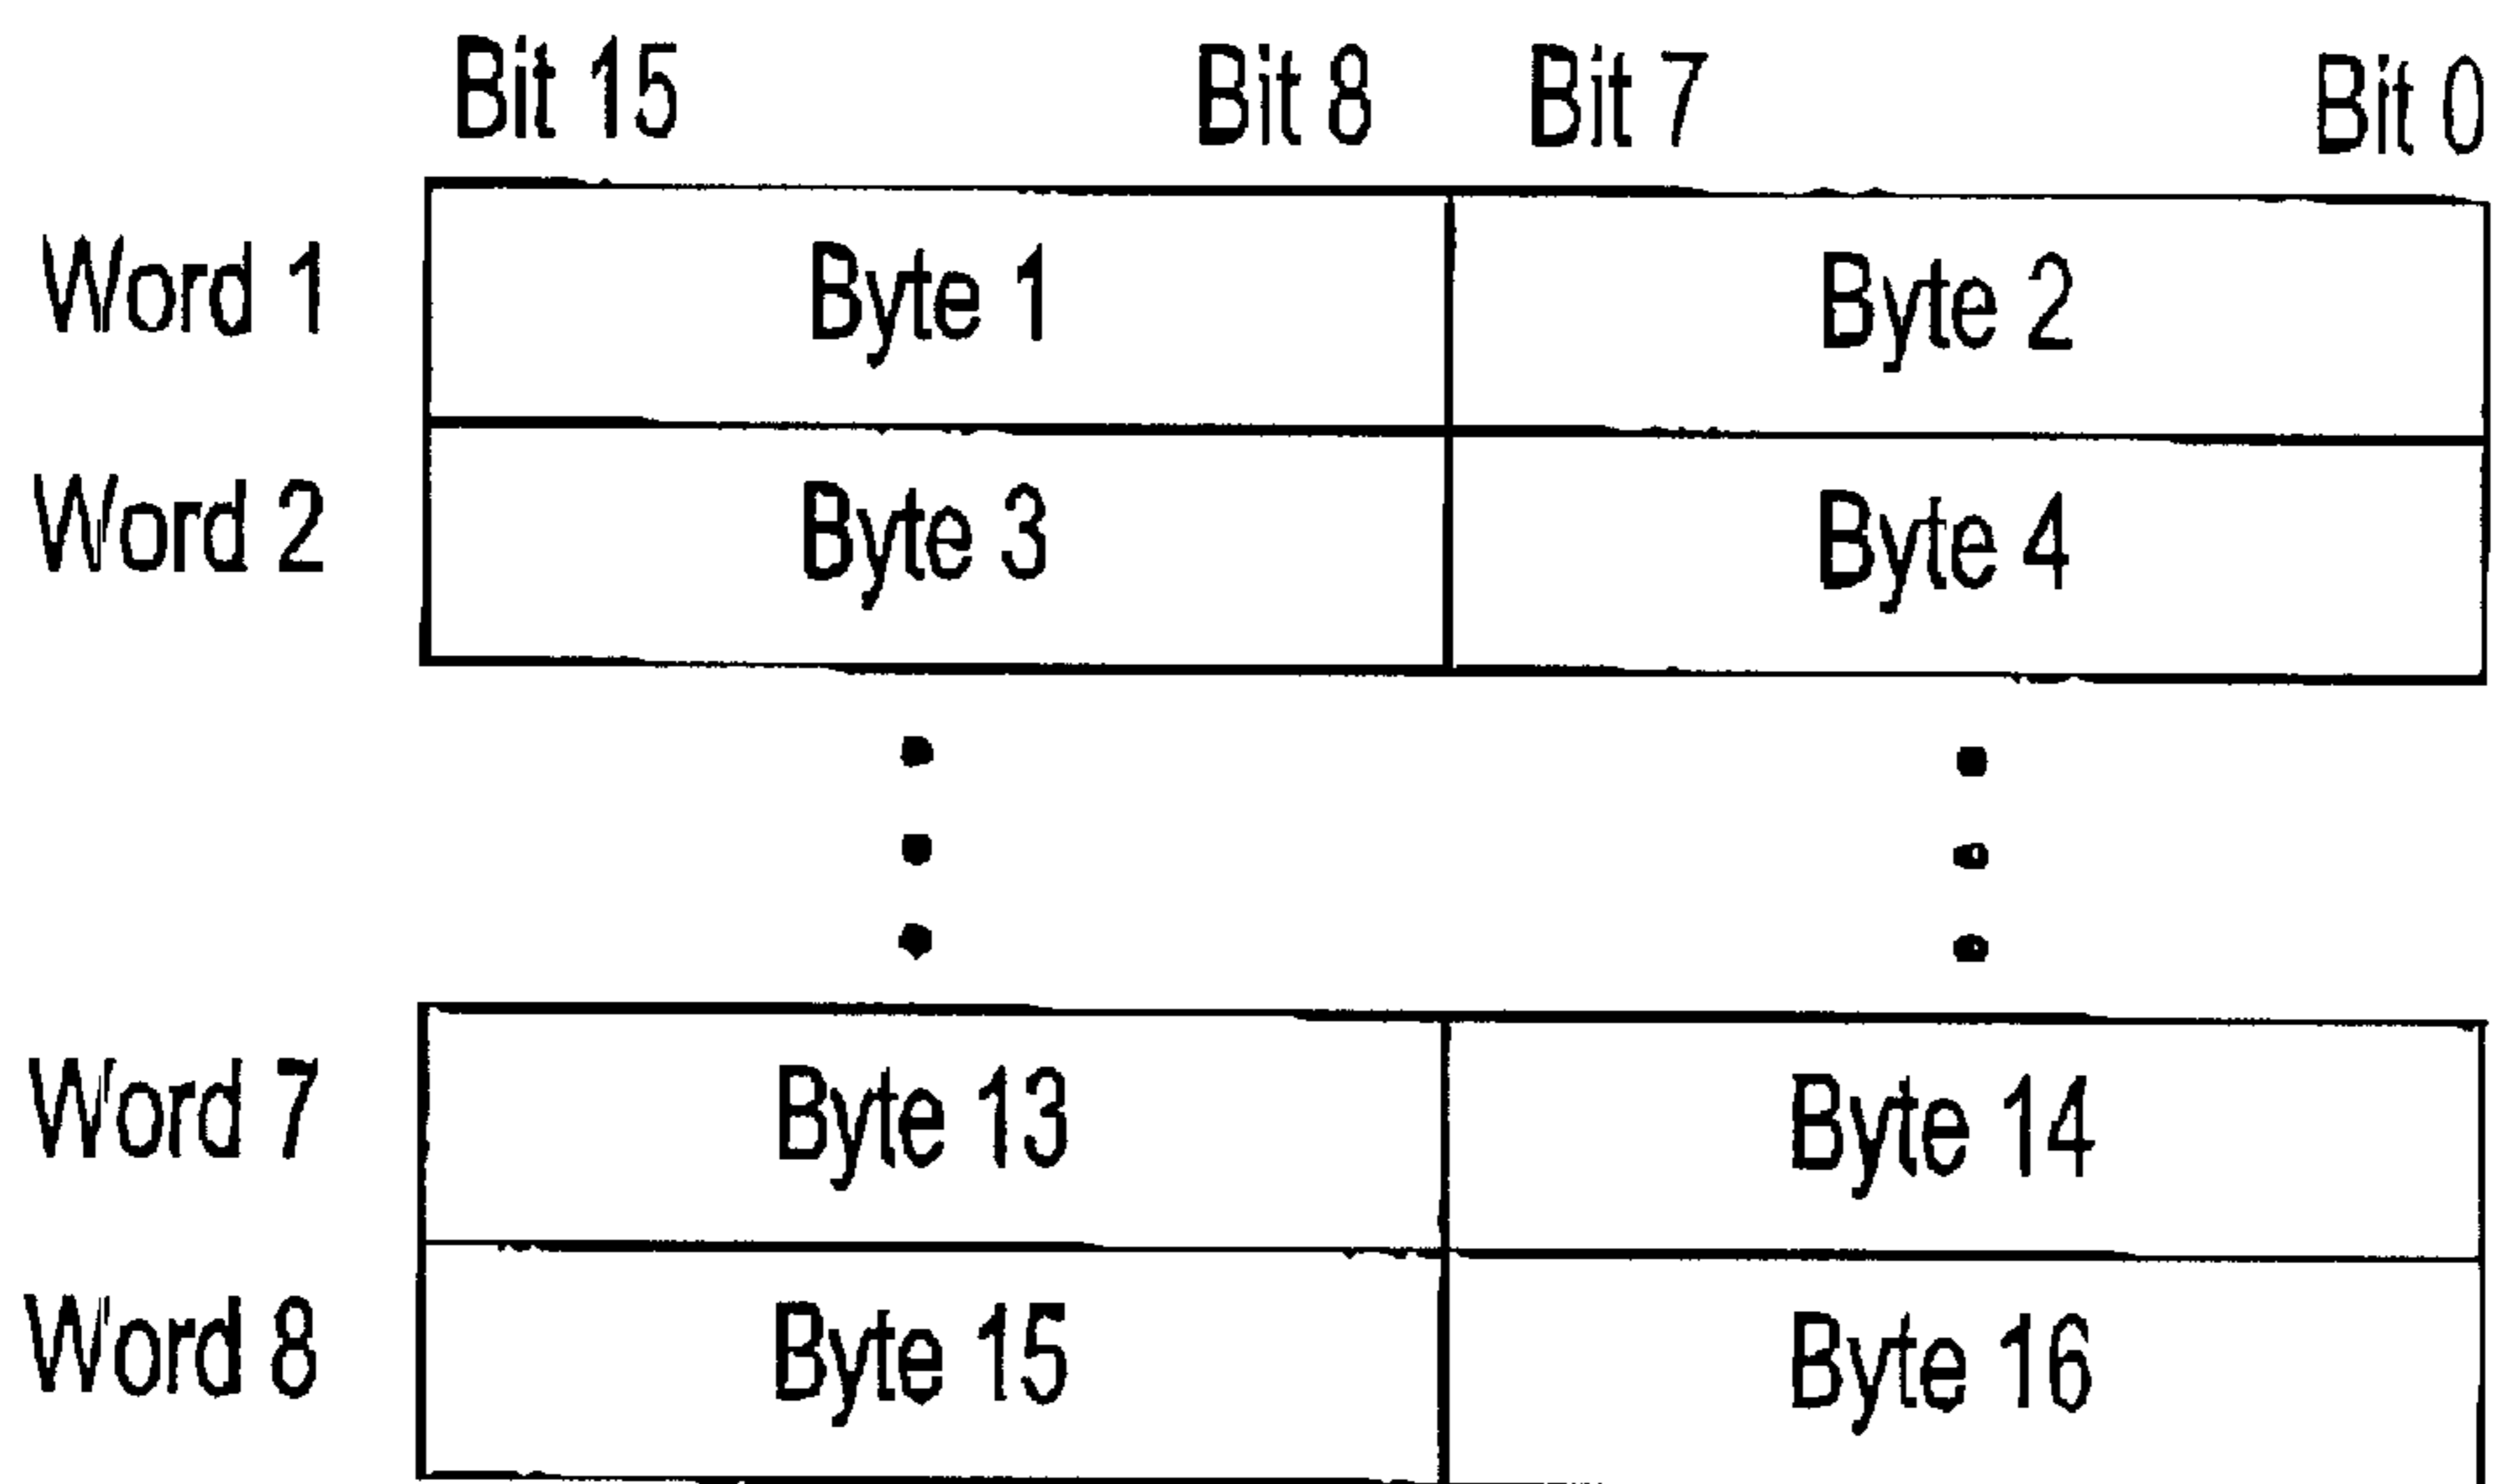 Bit 15 Bit 8 Bit 7 Bit 0
Word 1 Byte 1 Byte 2
Word 2 Byte 3 Byte 4
Word 7 Byte 13 Byte 14
Word 8 Byte 15 Byte 16